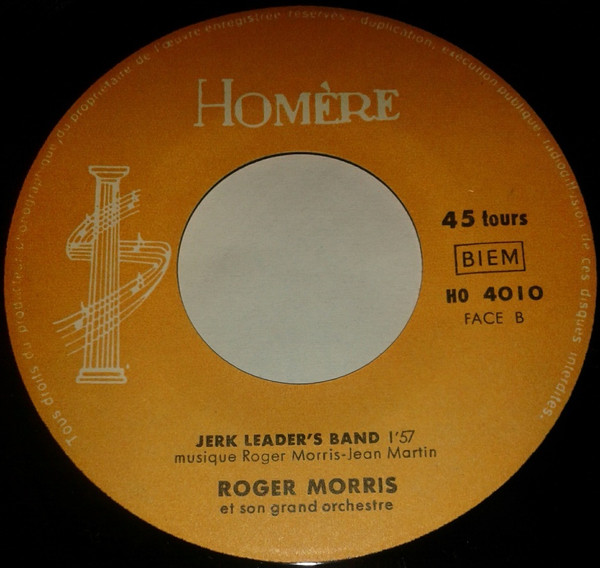 Tous droits du producteur phonographique et du propriétaire de l'œuvre enregistrée réservés - duplication, exécution publique, radiodiffusion de ces disques interdites.
HOMÈRE
45 tours
BIEM
HO 4010
FACE B
JERK LEADER'S BAND 1'57
musique Roger Morris-Jean Martin
ROGER MORRIS
et son grand orchestre